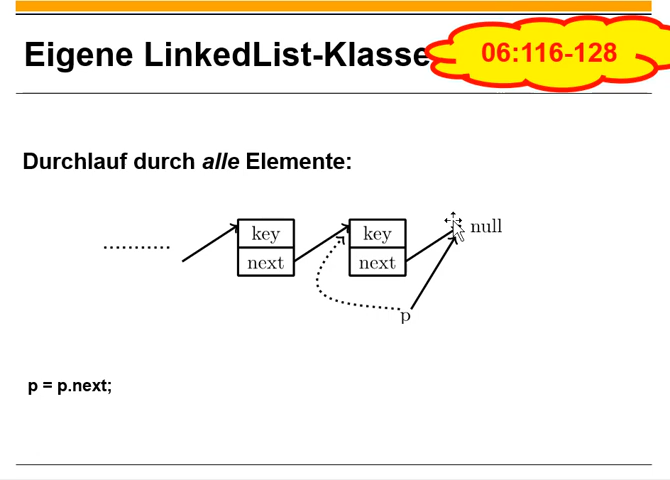 Eigene LinkedList-Klasse
06:116-128
Durchlauf durch alle Elemente:
key
next
key
next
null
p
p = p.next;